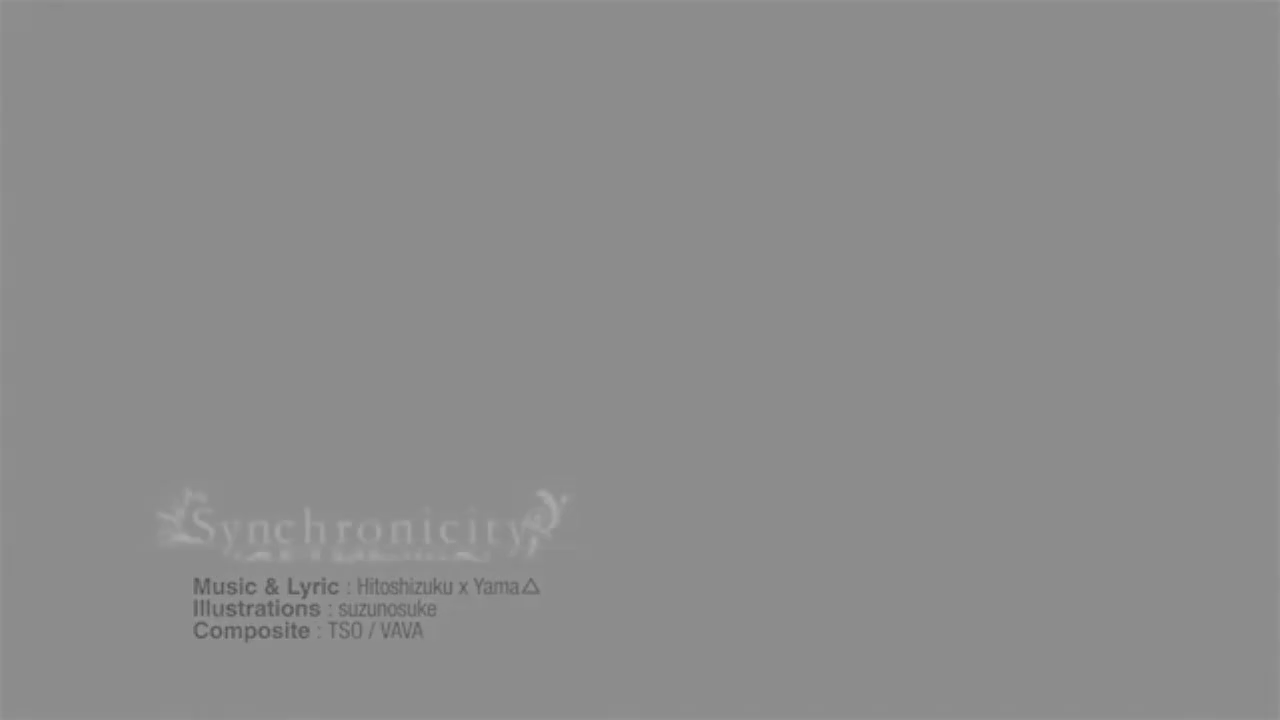 Synchronicity
Music & Lyric : Hitoshizuku x Yama△
Illustrations : suzunosuke
Composite : TSO / VAVA